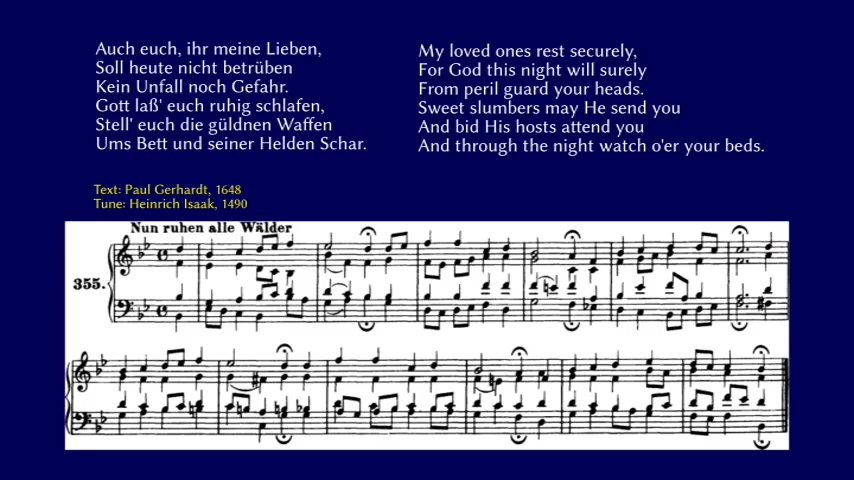 Auch euch, ihr meine Lieben,
Soll heute nicht betrüben
Kein Unfall noch Gefahr.
Gott laß' euch ruhig schlafen,
Stell' euch die güldnen Waffen
Ums Bett und seiner Helden Schar.
My loved ones rest securely,
For God this night will surely
From peril guard your heads.
Sweet slumbers may He send you
And bid His hosts attend you
And through the night watch o'er your beds.
Text: Paul Gerhardt, 1648
Tune: Heinrich Isaak, 1490
Nun ruhen alle Wälder
355.